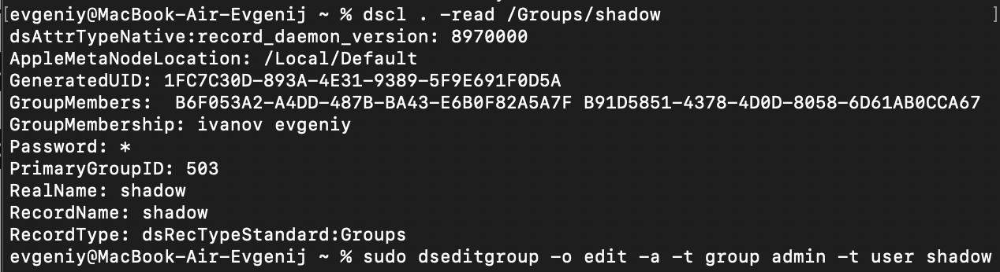 [evgeniy@MacBook-Air-Evgenij ~ % dscl . -read /Groups/shadow ]
dsAttrTypeNative:record_daemon_version: 8970000
AppleMetaNodeLocation: /Local/Default
GeneratedUID: 1FC7C30D-893A-4E31-9389-5F9E691F0D5A
GroupMembers:  B6F053A2-A4DD-487B-BA43-E6B0F82A5A7F B91D5851-4378-4D0D-8058-6D61AB0CCA67
GroupMembership: ivanov evgeniy
Password: *
PrimaryGroupID: 503
RealName: shadow
RecordName: shadow
RecordType: dsRecTypeStandard:Groups
evgeniy@MacBook-Air-Evgenij ~ % sudo dseditgroup -o edit -a -t group admin -t user shadow